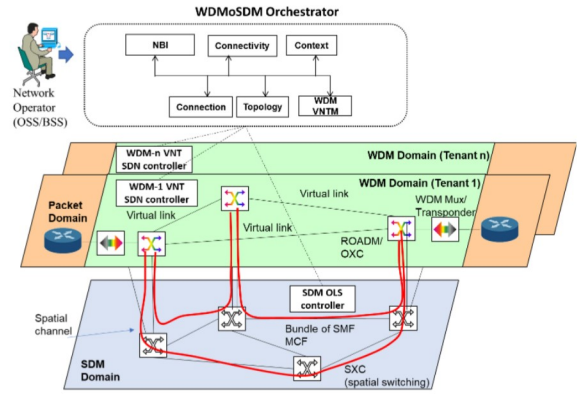 WDMoSDM Orchestrator
NBI
Connectivity
Context
Connection
Topology
WDM
VNTM
Network
Operator
(OSS/BSS)
WDM-n VNT
SDN controller
WDM Domain (Tenant n)
WDM-1 VNT
SDN controller
Virtual link
WDM Domain (Tenant 1)
Packet
Domain
Virtual link
Virtual link
WDM Mux/
Transponder
ROADM/
OXC
SDM OLS
controller
Spatial
channel
Bundle of SMF
MCF
SDM
Domain
SXC
(spatial switching)